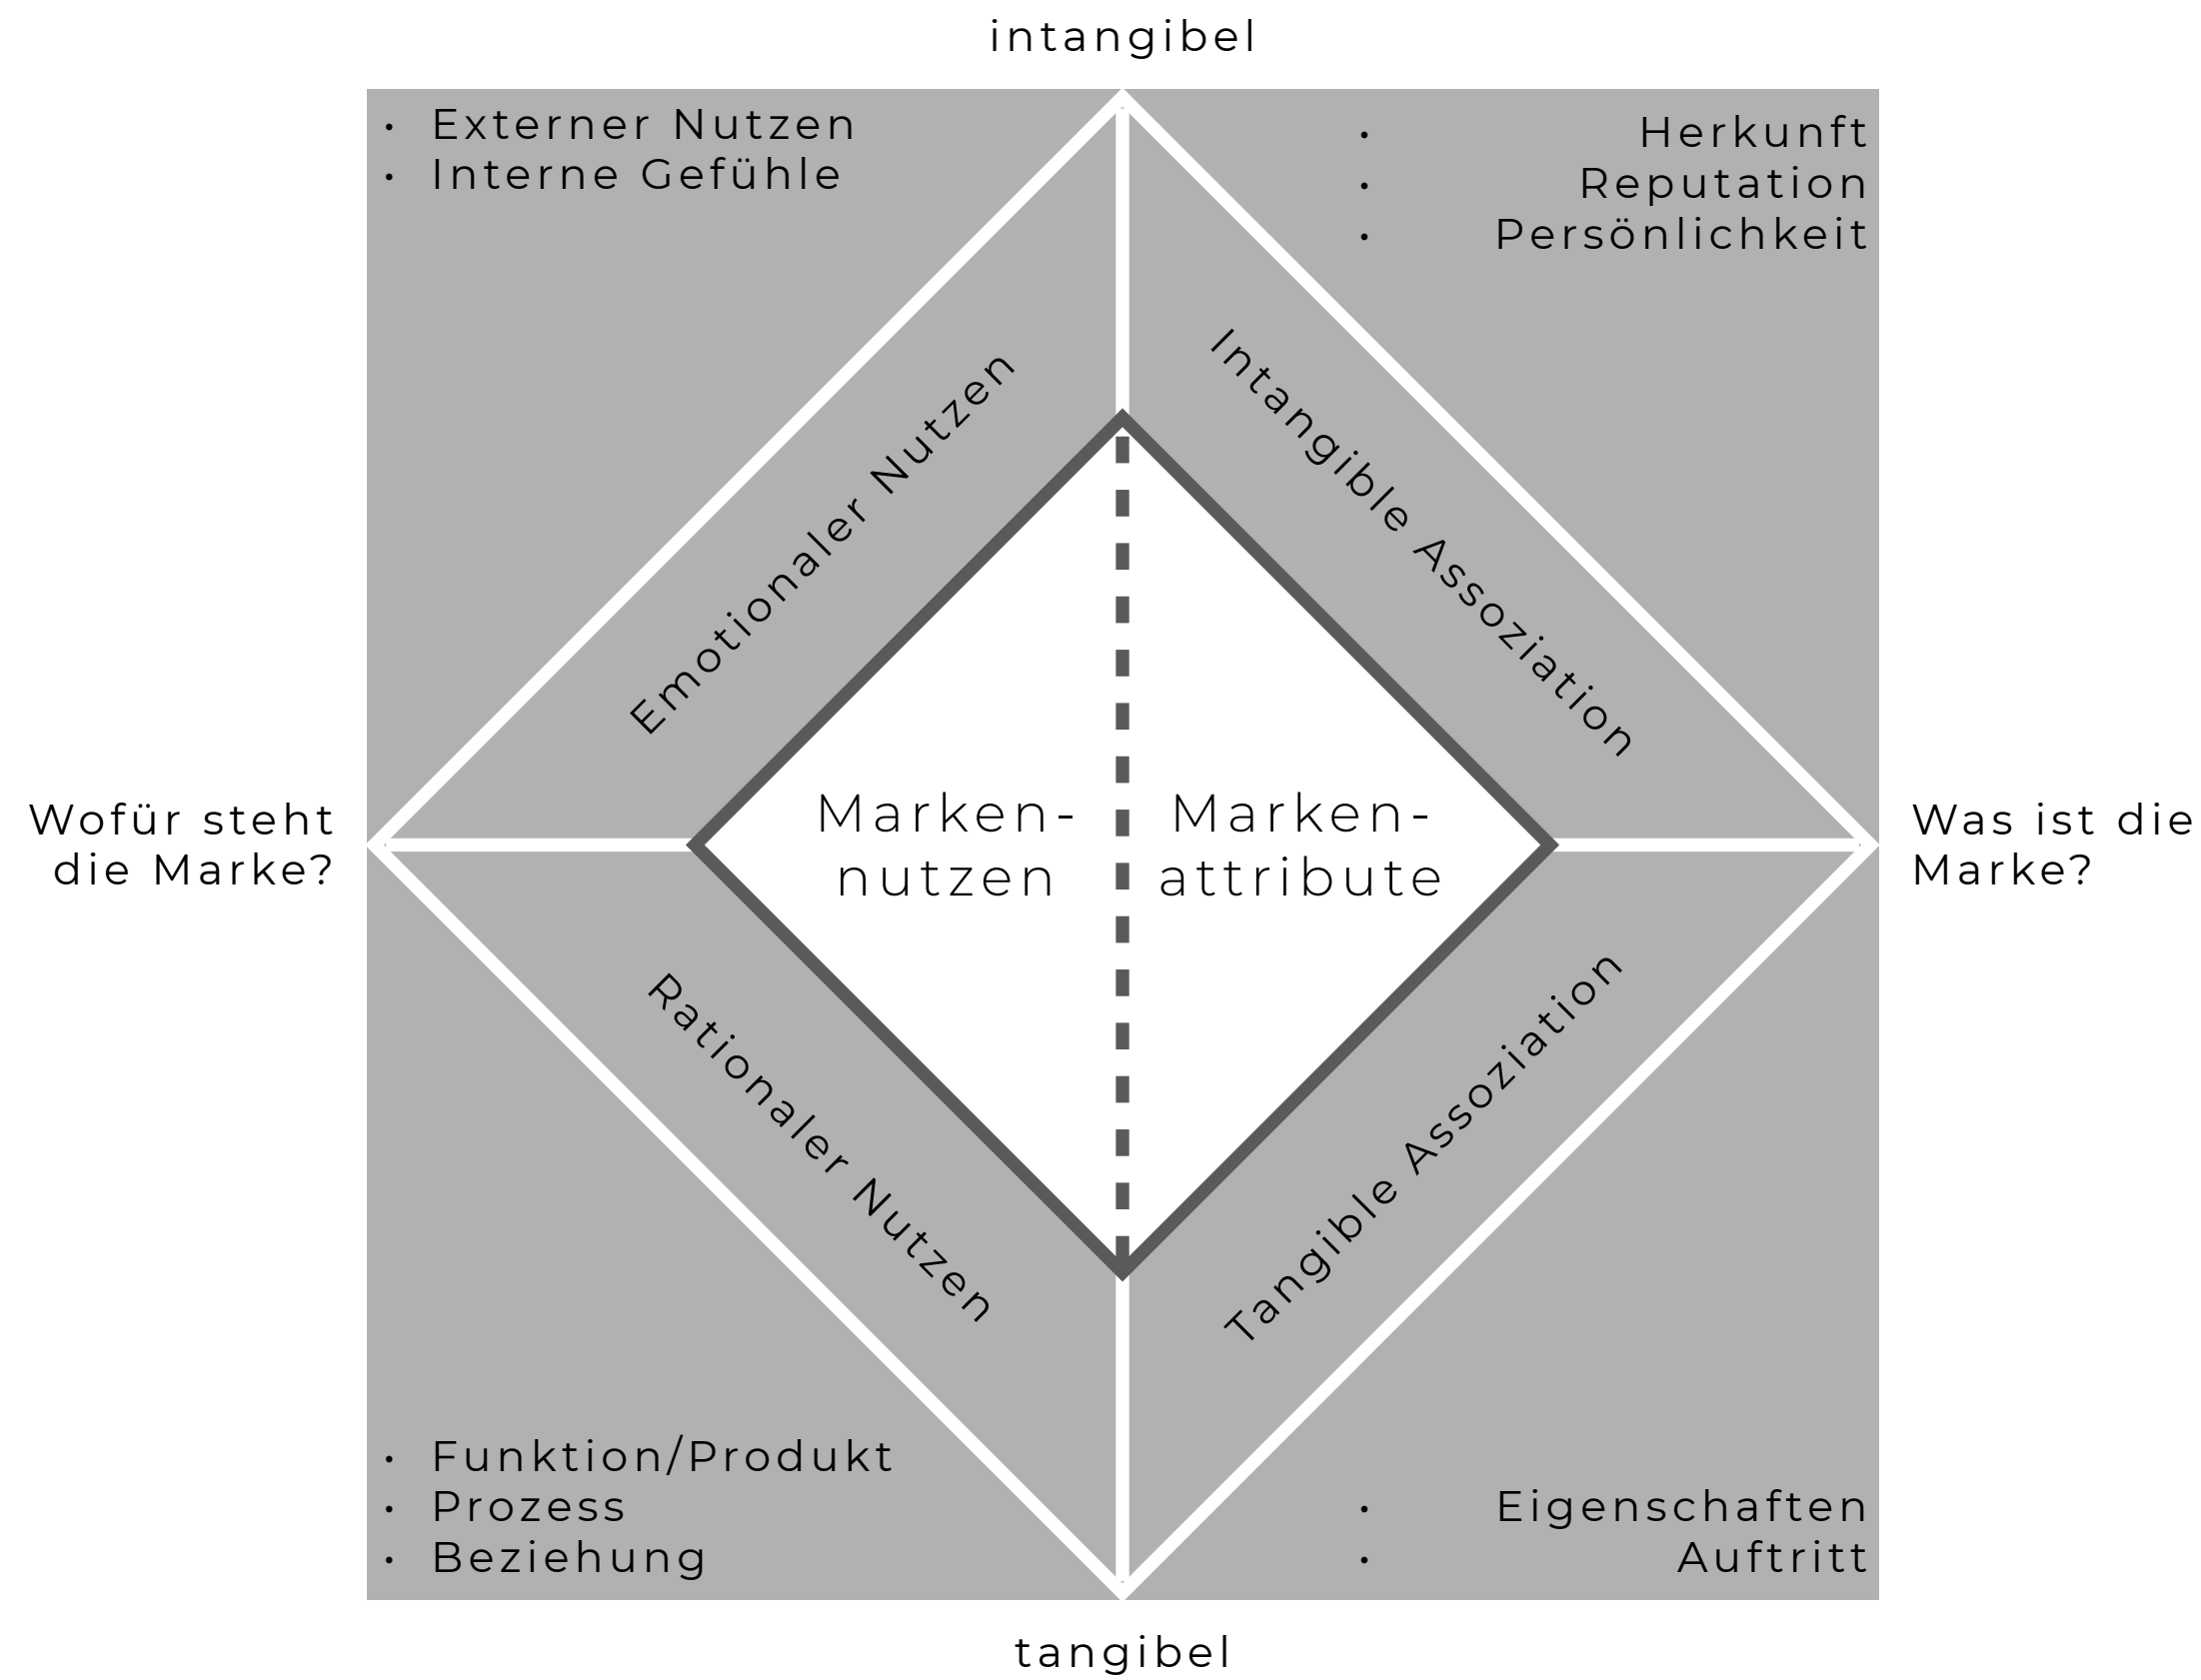 intangibel
• Externer Nutzen
• Interne Gefühle
• Herkunft
• Reputation
• Persönlichkeit
Emotionaler Nutzen
Intangible Assoziation
Wofür steht
die Marke?
Marken-
nutzen
Marken-
attribute
Was ist die
Marke?
Rationaler Nutzen
Tangible Assoziation
• Funktion/Produkt
• Prozess
• Beziehung
• Eigenschaften
• Auftritt
tangibel